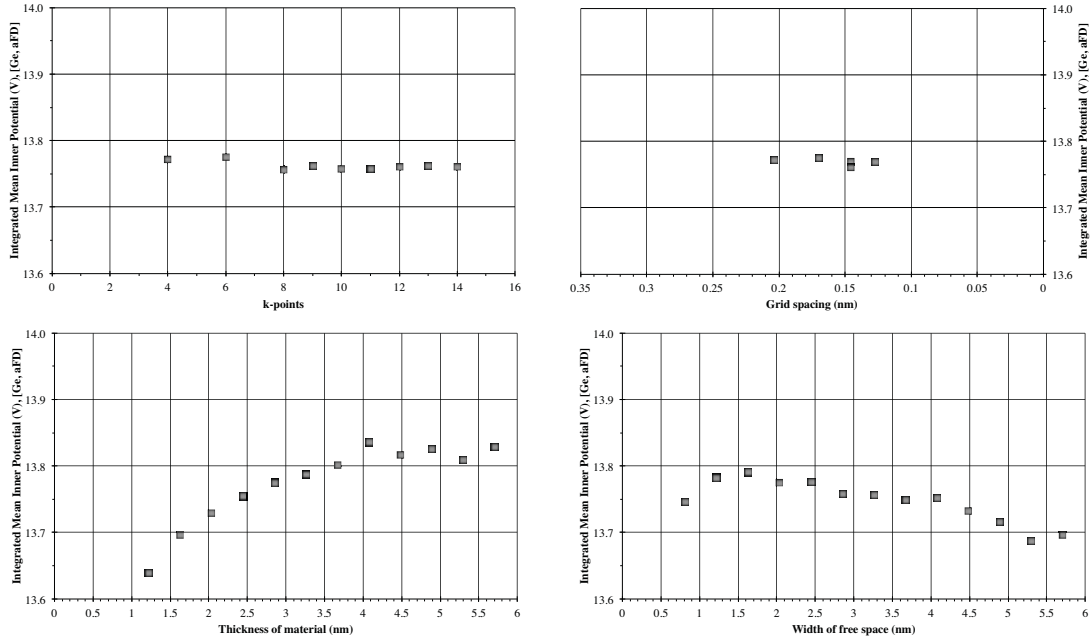 14.0
13.9
13.8
13.7
13.6
Integrated Mean Inner Potential (V), [Ge, aFD]
0 2 4 6 8 10 12 14 16
k-points
14.0
13.9
13.8
13.7
13.6
Integrated Mean Inner Potential (V), [Ge, aFD]
0.35 0.3 0.25 0.2 0.15 0.1 0.05 0
Grid spacing (nm)
14.0
13.9
13.8
13.7
13.6
Integrated Mean Inner Potential (V), [Ge, aFD]
0 0.5 1 1.5 2 2.5 3 3.5 4 4.5 5 5.5 6
Thickness of material (nm)
14.0
13.9
13.8
13.7
13.6
Integrated Mean Inner Potential (V), [Ge, aFD]
0 0.5 1 1.5 2 2.5 3 3.5 4 4.5 5 5.5 6
Width of free space (nm)